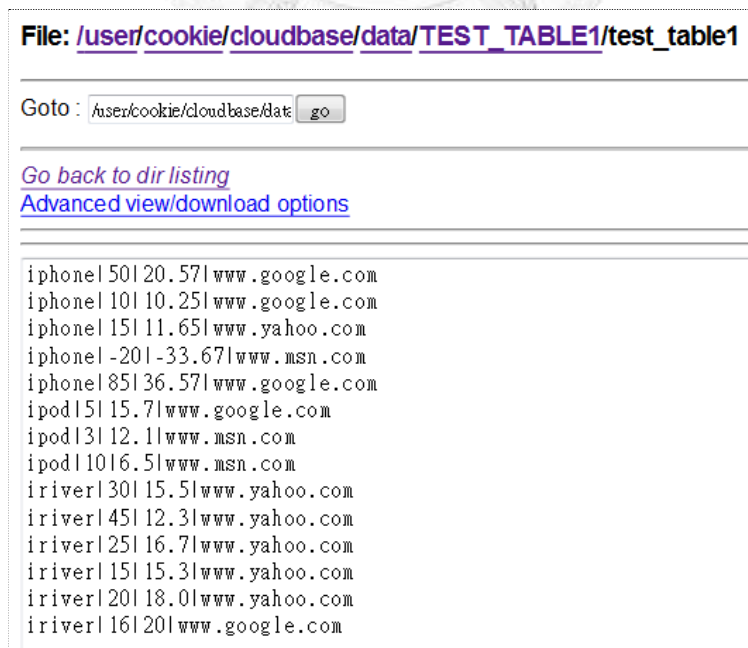 File: /user/cookie/cloudbase/data/TEST_TABLE1/test_table1
Goto : /user/cookie/cloudbase/data go
Go back to dir listing
Advanced view/download options
iphone|50|20.57|www.google.com
iphone|10|10.25|www.google.com
iphone|15|11.65|www.yahoo.com
iphone|-20|-33.67|www.msn.com
iphone|85|36.57|www.google.com
ipod|5|15.7|www.google.com
ipod|3|12.1|www.msn.com
ipod|10|6.5|www.msn.com
iriver|30|15.5|www.yahoo.com
iriver|45|12.3|www.yahoo.com
iriver|25|16.7|www.yahoo.com
iriver|15|15.3|www.yahoo.com
iriver|20|18.0|www.yahoo.com
iriver|16|20|www.google.com